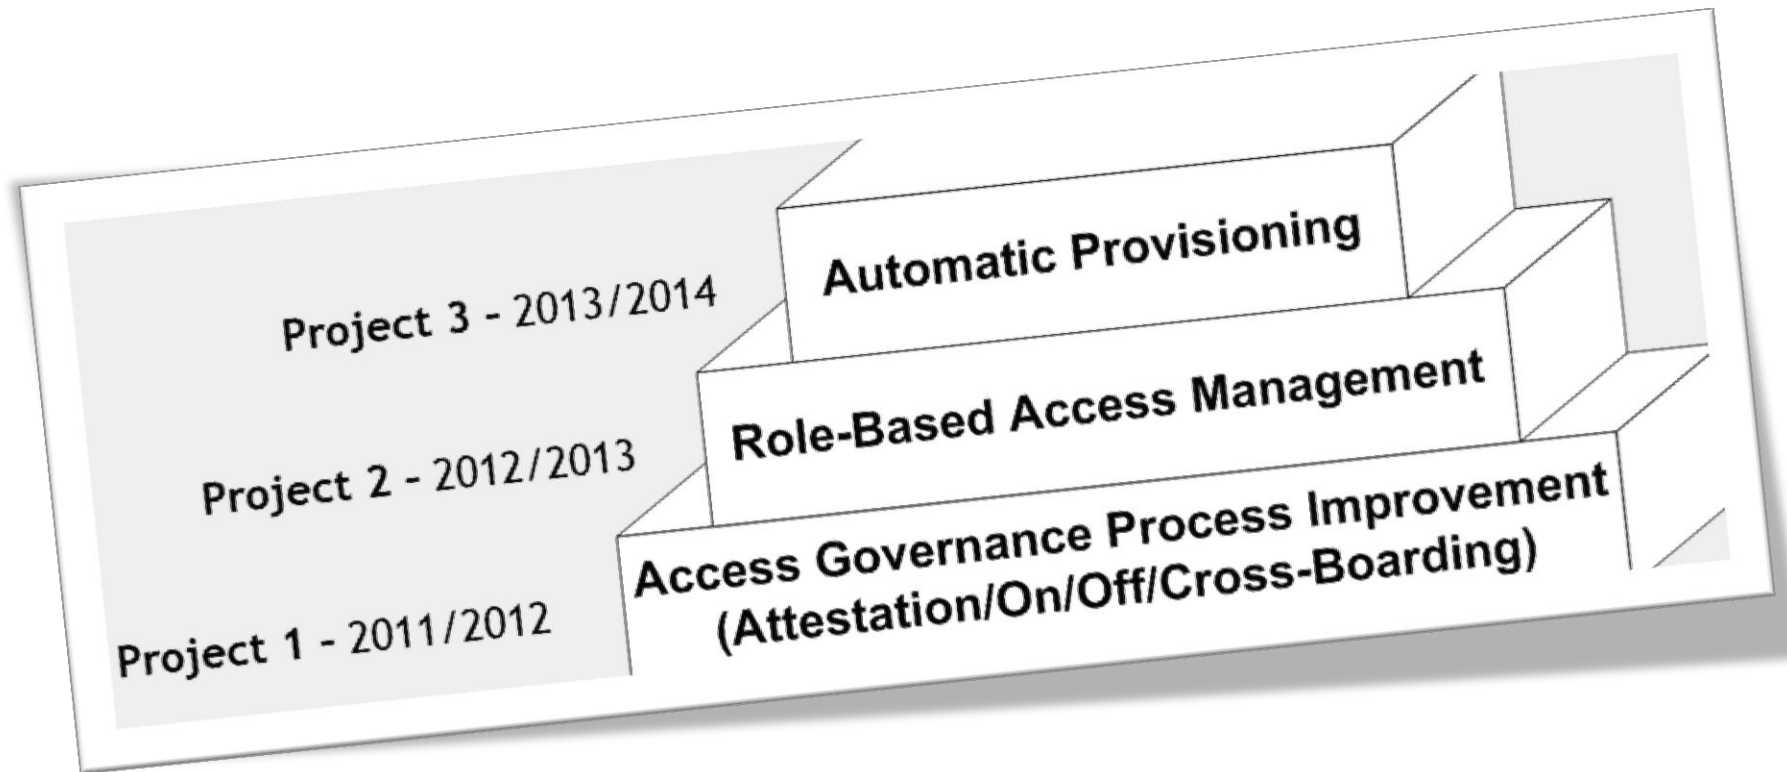 Project 3 - 2013/2014
Automatic Provisioning
Project 2 - 2012/2013
Role-Based Access Management
Project 1 - 2011/2012
Access Governance Process Improvement
(Attestation/On/Off/Cross-Boarding)